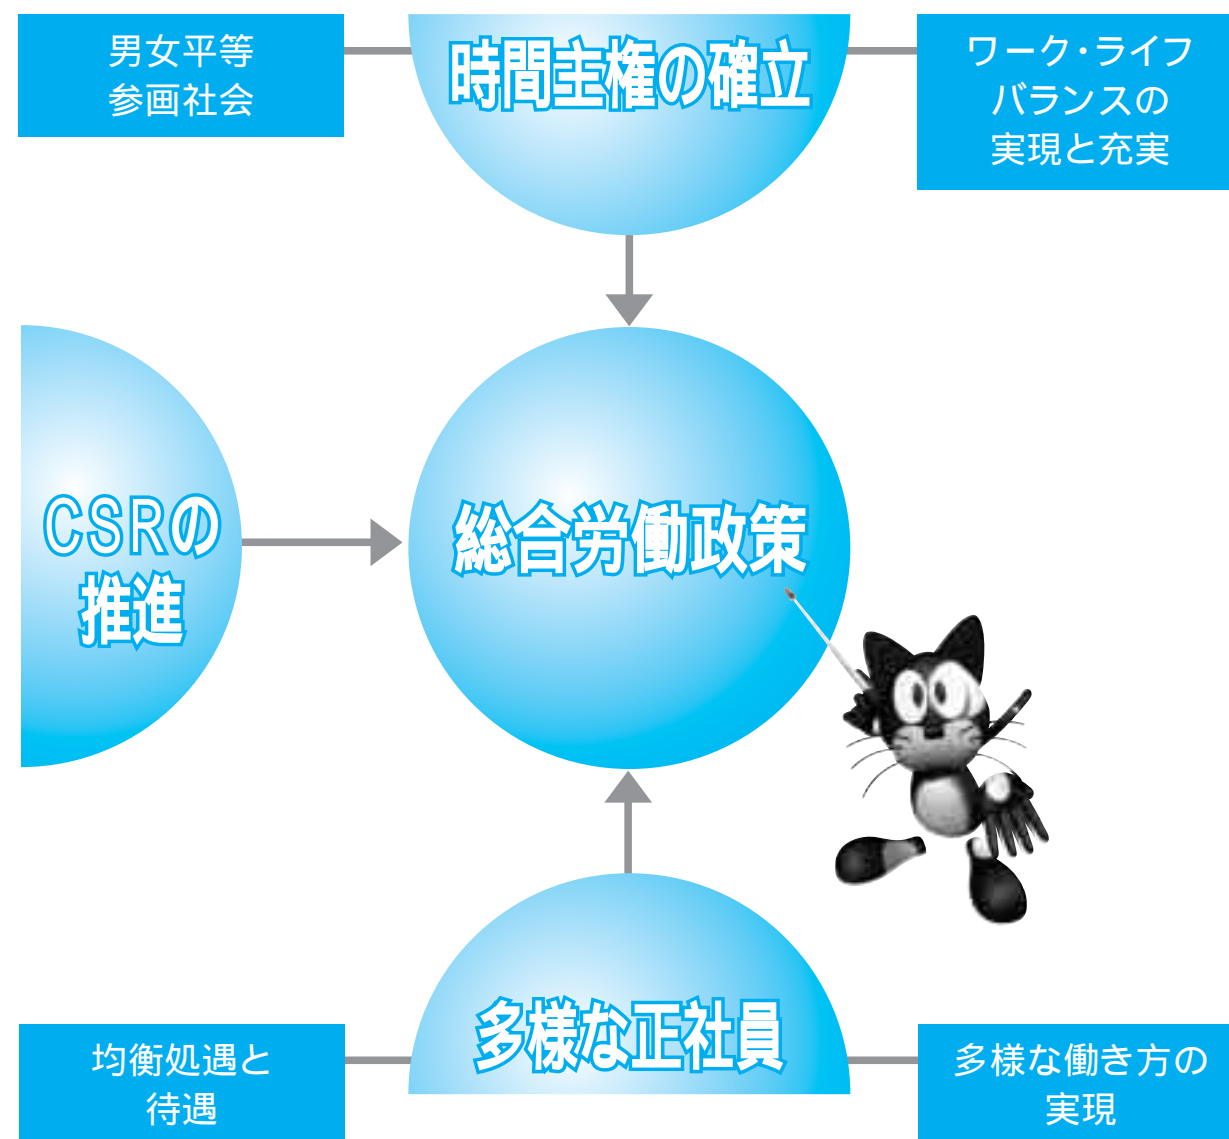 男女平等
参画社会
時間主権の確立
ワーク・ライフ
バランスの
実現と充実
CSRの
推進
総合労働政策
多様な正社員
均衡処遇と
待遇
多様な働き方の
実現